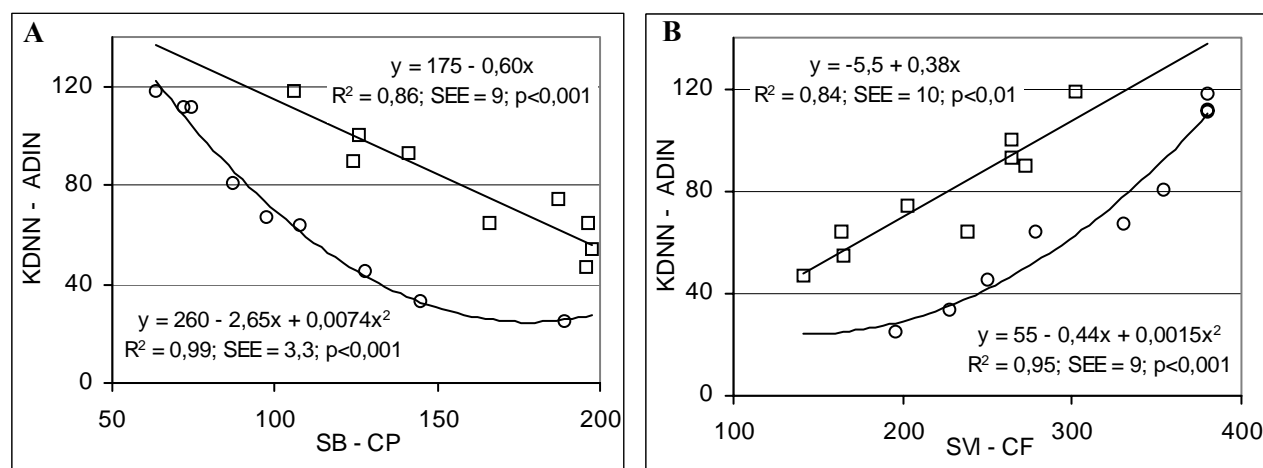 A
y = 175 - 0,60x
R² = 0,86; SEE = 9; p<0,001
120
80
40
0
KDNN - ADIN
y = 260 - 2,65x + 0,0074x²
R² = 0,99; SEE = 3,3; p<0,001
50 100 150 200
SB - CP
B
y = -5,5 + 0,38x
R² = 0,84; SEE = 10; p<0,01
120
80
40
0
KDNN - ADIN
y = 55 - 0,44x + 0,0015x²
R² = 0,95; SEE = 9; p<0,001
100 200 300 400
SVI - CF